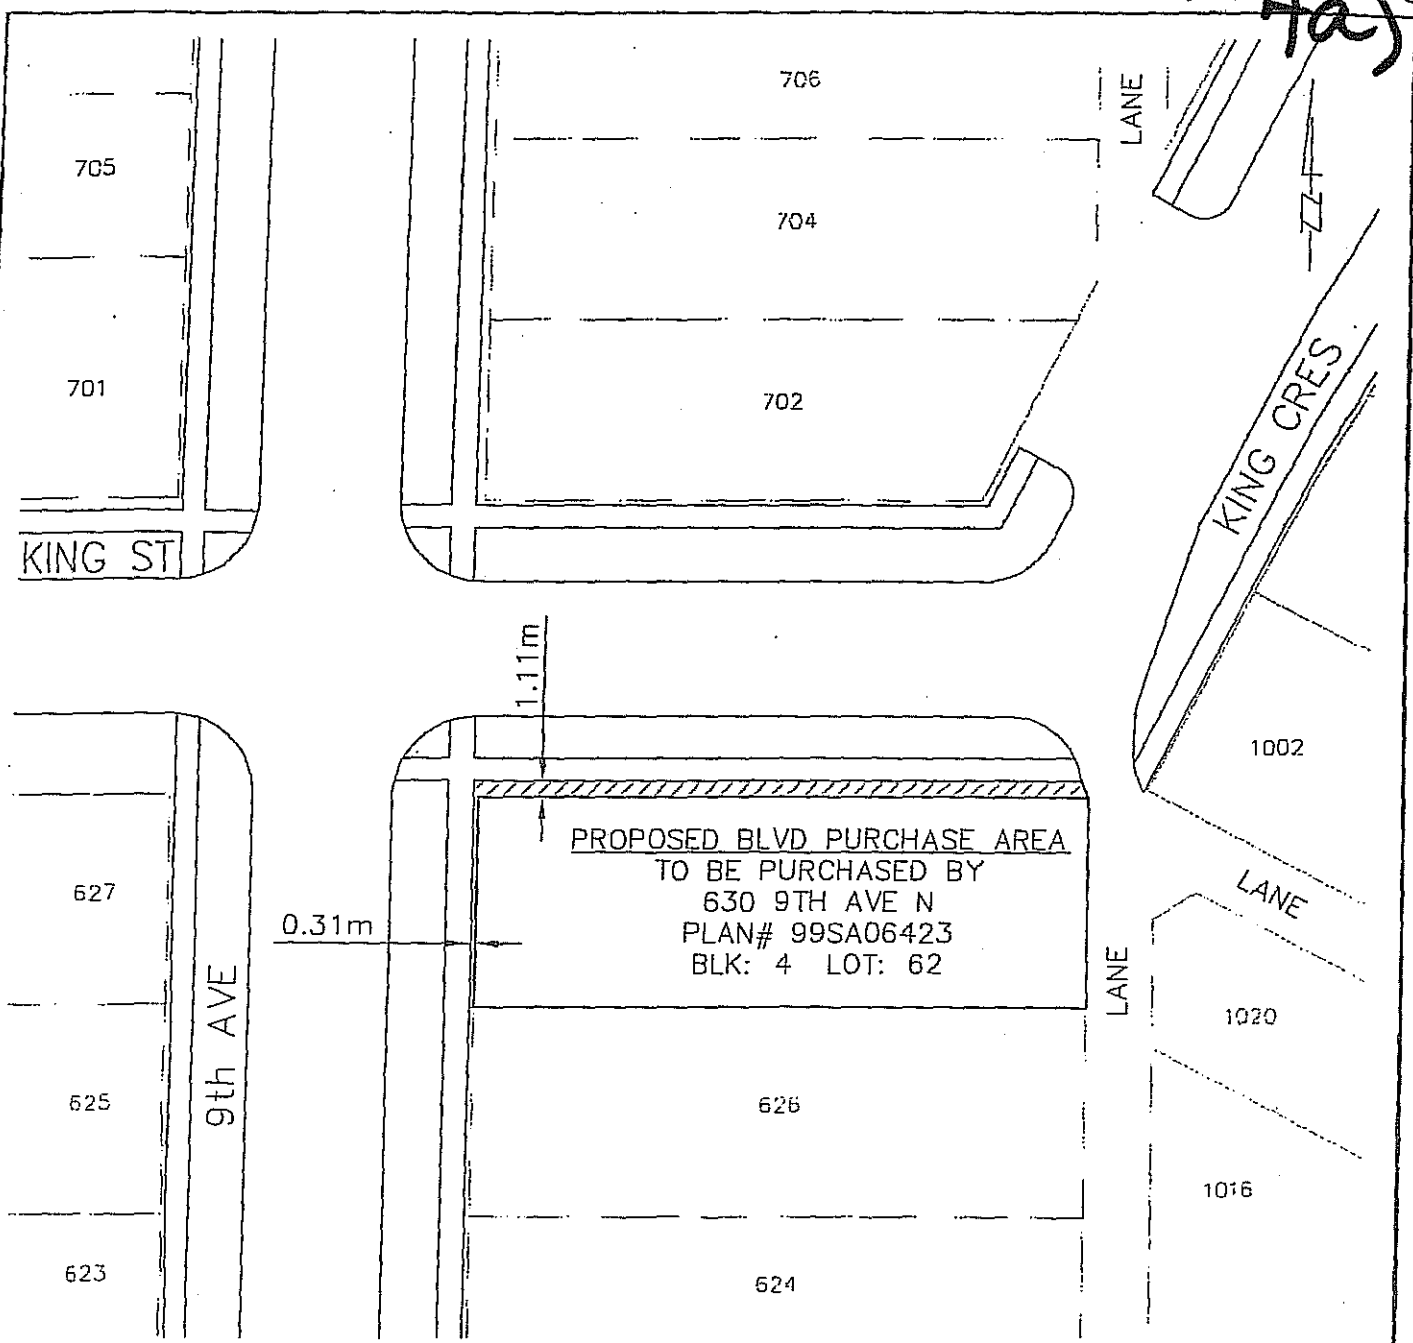 4a)
706
LANE
705
704
N
701
702
KING CRES
KING ST
1.11m
1002
PROPOSED BLVD PURCHASE AREA
TO BE PURCHASED BY
630 9TH AVE N
PLAN# 99SA06423
BLK: 4 LOT: 62
627
LANE
0.31m
9th AVE
LANE
1020
625
626
1016
623
624